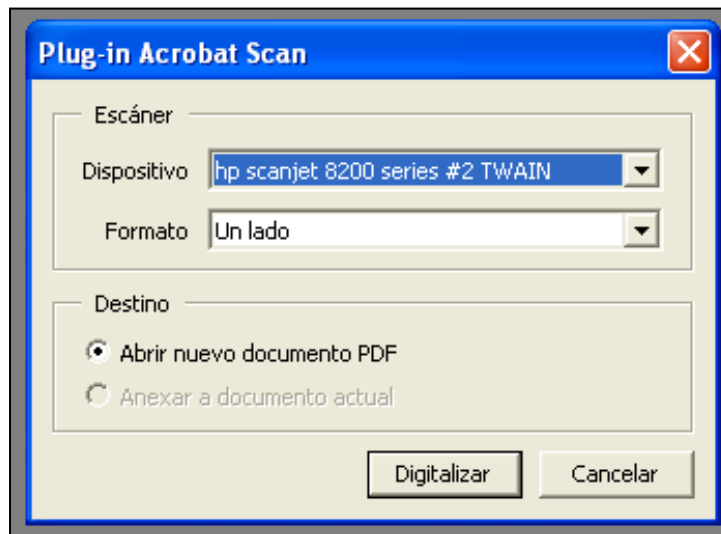 Plug-in Acrobat Scan
Escáner
Dispositivo hp scanjet 8200 series #2 TWAIN
Formato Un lado
Destino
Abrir nuevo documento PDF
Anexar a documento actual
Digitalizar Cancelar